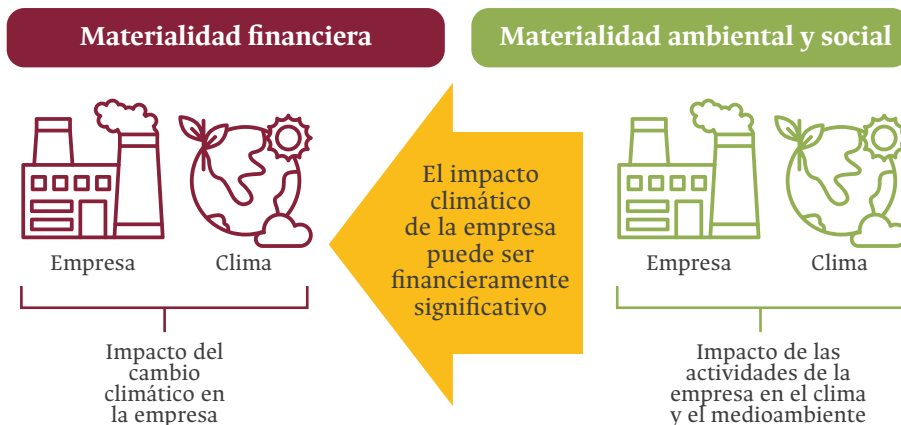 Materialidad financiera
Materialidad ambiental y social
Empresa
Clima
Impacto del
cambio
climático en
la empresa
El impacto
climático
de la empresa
puede ser
financieramente
significativo
Empresa
Clima
Impacto de las
actividades de la
empresa en el clima
y el medioambiente